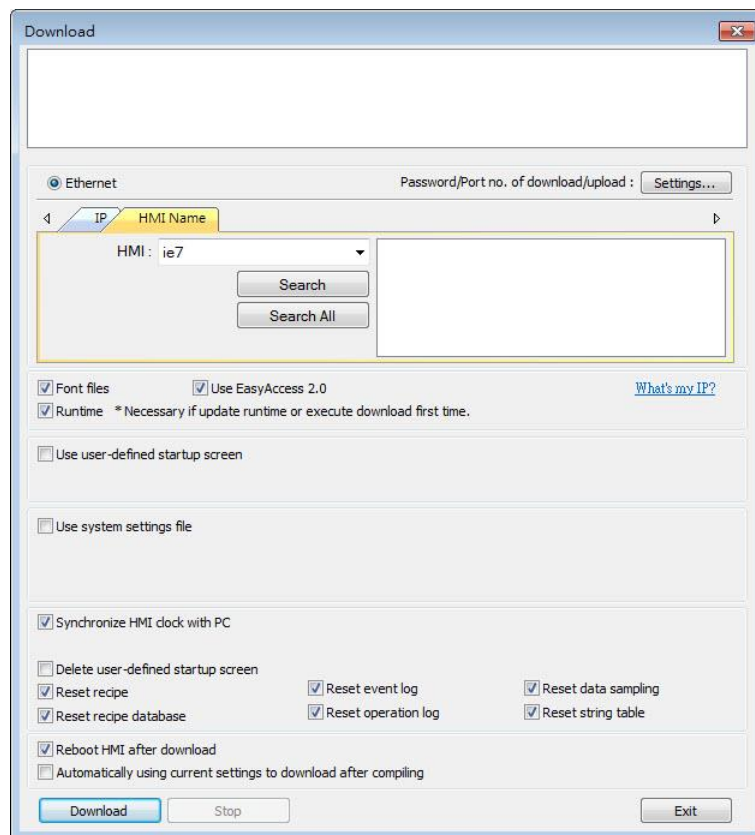 Download
Ethernet Password/Port no. of download/upload : Settings...
IP HMI Name
HMI : ie7
Search
Search All
Font files Use EasyAccess 2.0 What's my IP?
Runtime * Necessary if update runtime or execute download first time.
Use user-defined startup screen
Use system settings file
Synchronize HMI clock with PC
Delete user-defined startup screen
Reset recipe Reset event log Reset data sampling
Reset recipe database Reset operation log Reset string table
Reboot HMI after download
Automatically using current settings to download after compiling
Download Stop Exit